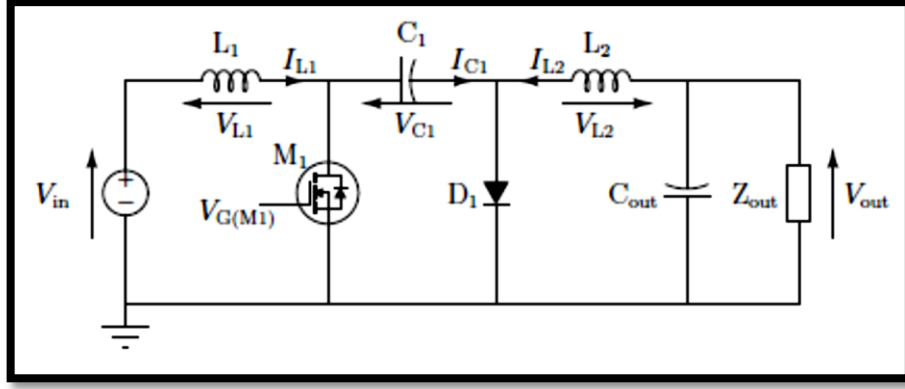 L1 C1 L2
IL1 IC1 IL2
VL1 VC1 VL2
M1
Vin + − VG(M1) D1 Cout Zout Vout